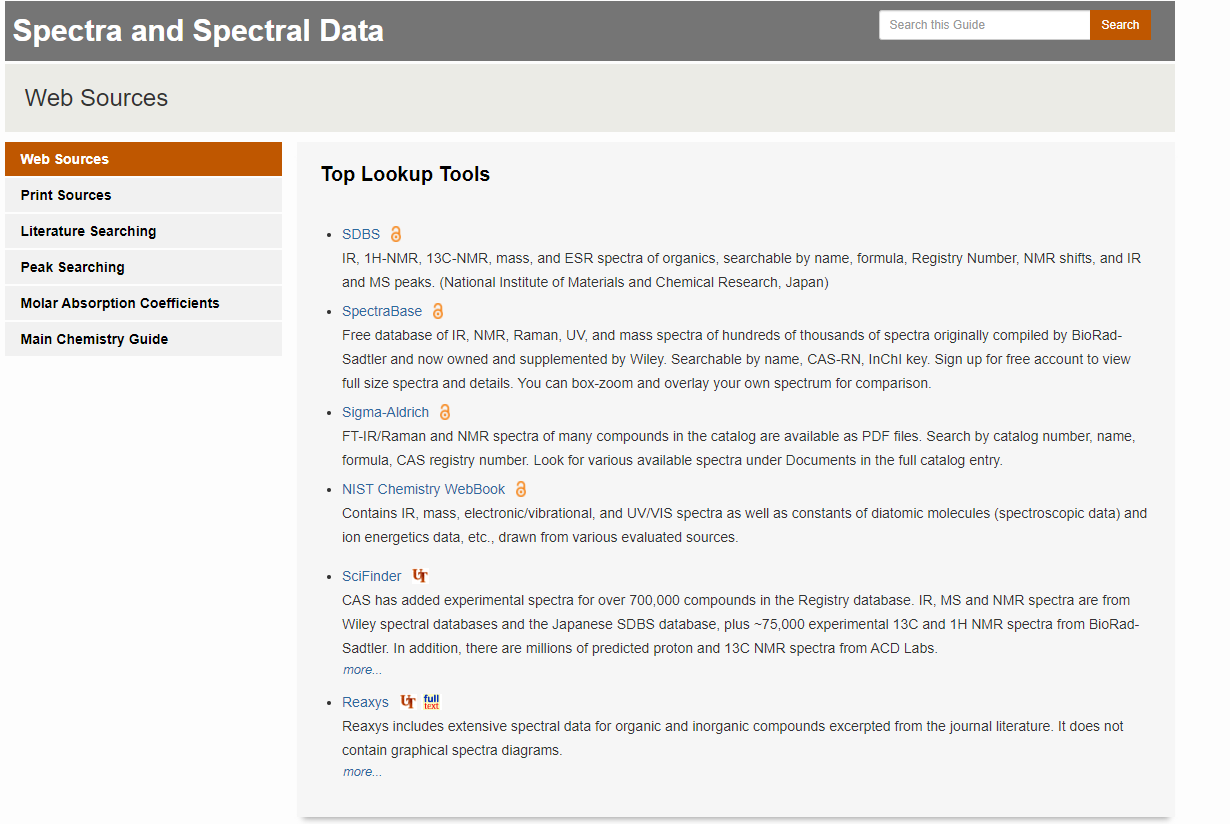 Spectra and Spectral Data
Search this Guide
Search
Web Sources
Web Sources
Print Sources
Literature Searching
Peak Searching
Molar Absorption Coefficients
Main Chemistry Guide
Top Lookup Tools
SDBS
IR, 1H-NMR, 13C-NMR, mass, and ESR spectra of organics, searchable by name, formula, Registry Number, NMR shifts, and IR
and MS peaks. (National Institute of Materials and Chemical Research, Japan)
SpectraBase
Free database of IR, NMR, Raman, UV, and mass spectra of hundreds of thousands of spectra originally compiled by BioRad-
Sadtler and now owned and supplemented by Wiley. Searchable by name, CAS-RN, InChI key. Sign up for free account to view
full size spectra and details. You can box-zoom and overlay your own spectrum for comparison.
Sigma-Aldrich
FT-IR/Raman and NMR spectra of many compounds in the catalog are available as PDF files. Search by catalog number, name,
formula, CAS registry number. Look for various available spectra under Documents in the full catalog entry.
NIST Chemistry WebBook
Contains IR, mass, electronic/vibrational, and UV/VIS spectra as well as constants of diatomic molecules (spectroscopic data) and
ion energetics data, etc., drawn from various evaluated sources.
SciFinder UT
CAS has added experimental spectra for over 700,000 compounds in the Registry database. IR, MS and NMR spectra are from
Wiley spectral databases and the Japanese SDBS database, plus ~75,000 experimental 13C and 1H NMR spectra from BioRad-
Sadtler. In addition, there are millions of predicted proton and 13C NMR spectra from ACD Labs.
more...
Reaxys UT full text
Reaxys includes extensive spectral data for organic and inorganic compounds excerpted from the journal literature. It does not
contain graphical spectra diagrams.
more...